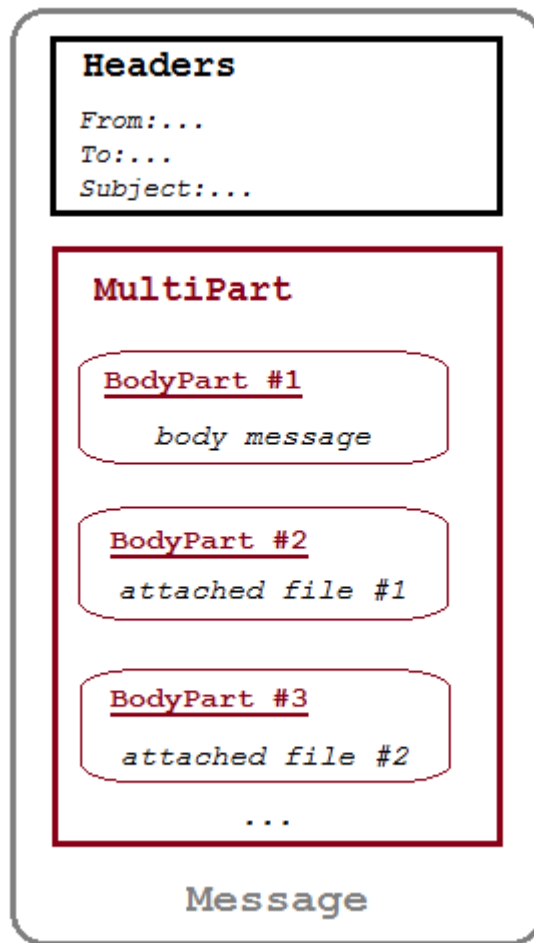 Headers
From:...
To:...
Subject:...
MultiPart
BodyPart #1
body message
BodyPart #2
attached file #1
BodyPart #3
attached file #2
...
Message